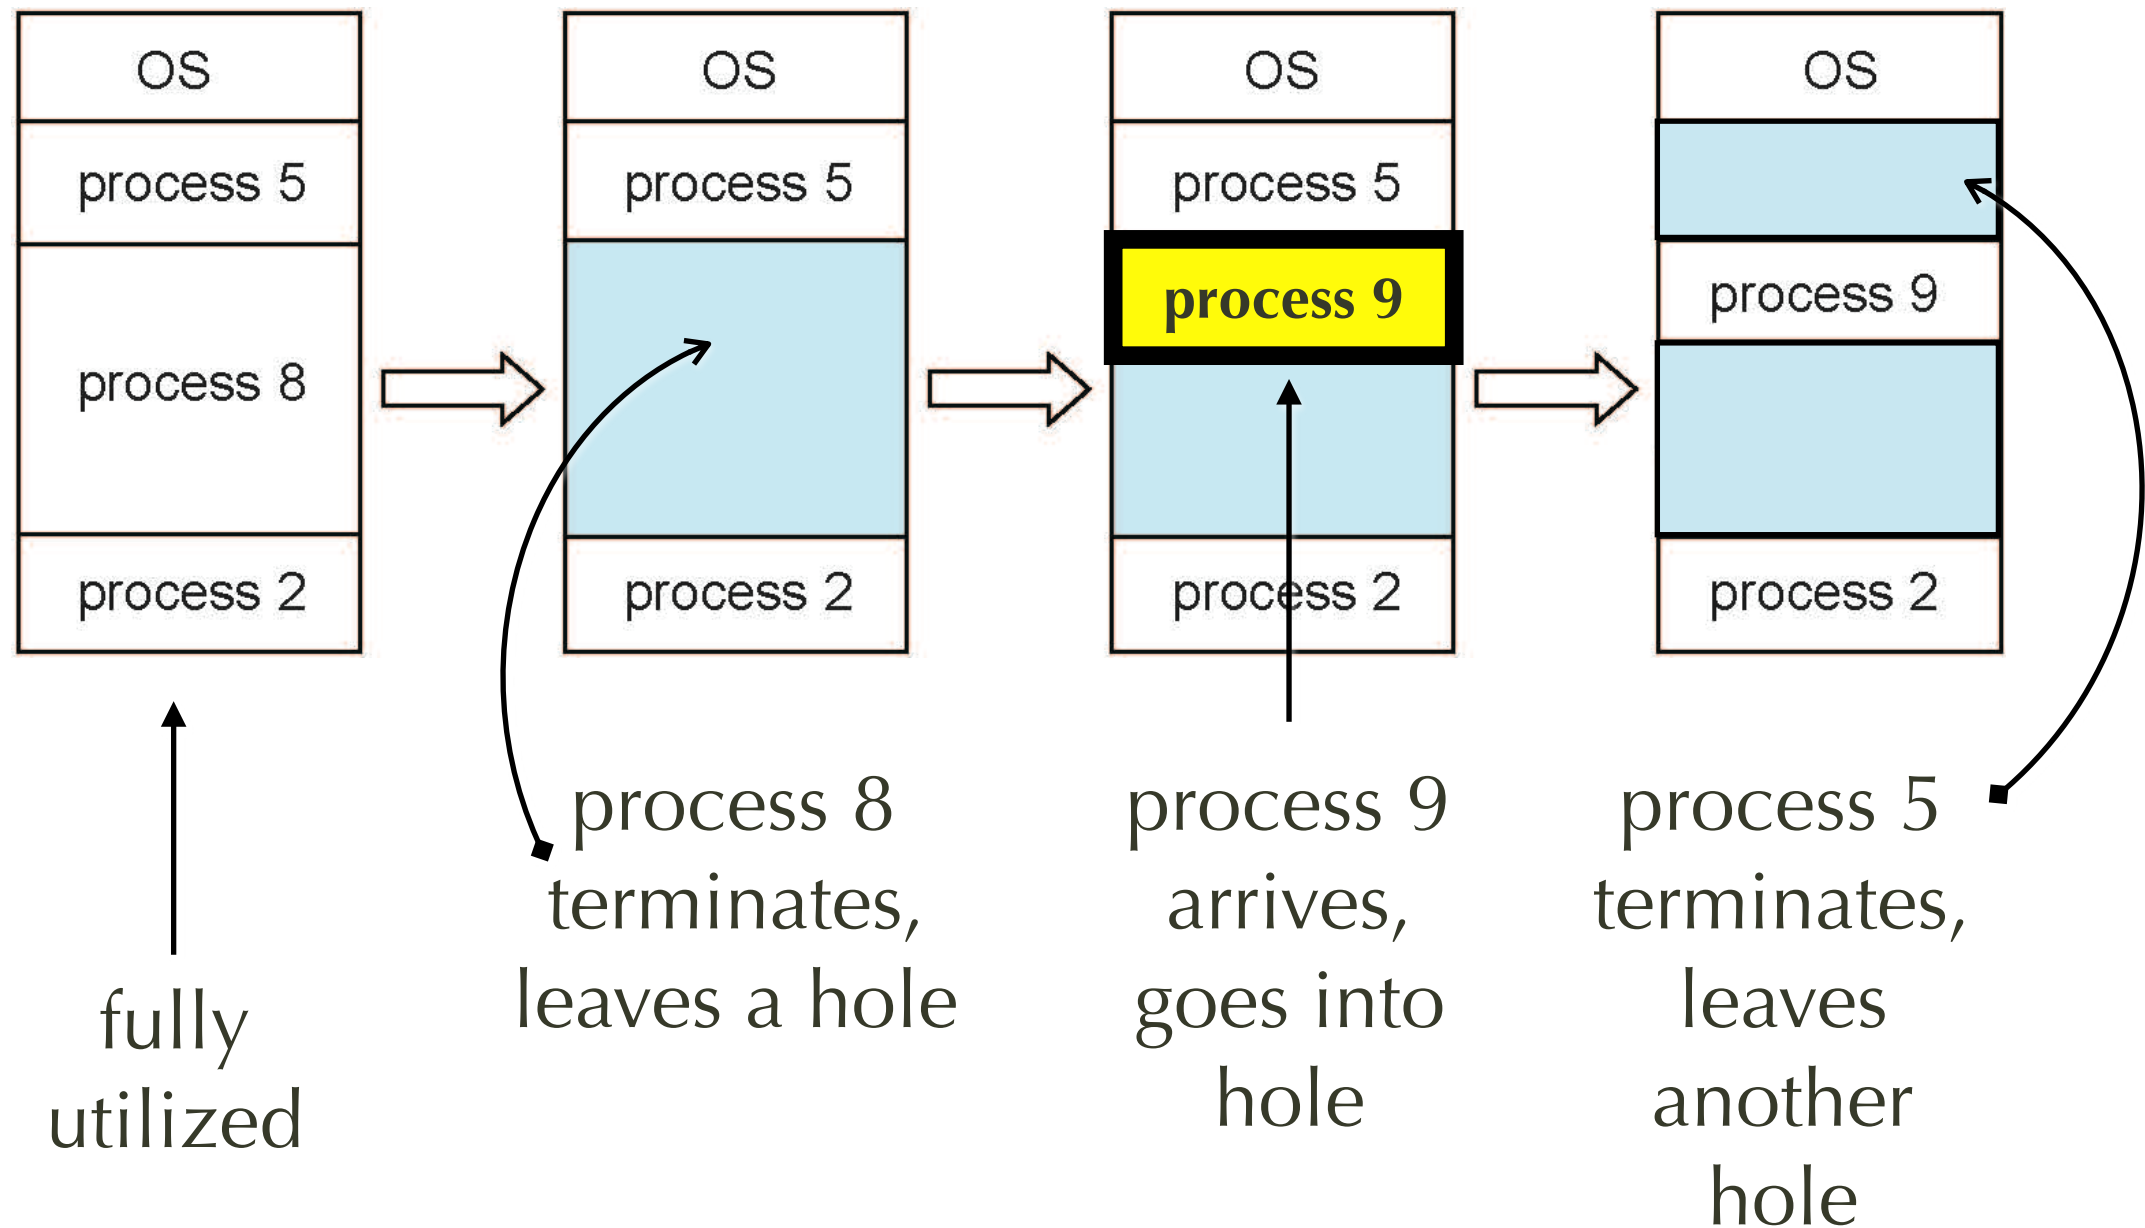 OS
process 5
process 8
process 2
OS
process 5
process 2
OS
process 5
process 9
process 2
OS
process 9
process 2
fully
utilized
process 8
terminates,
leaves a hole
process 9
arrives,
goes into
hole
process 5
terminates,
leaves
another
hole